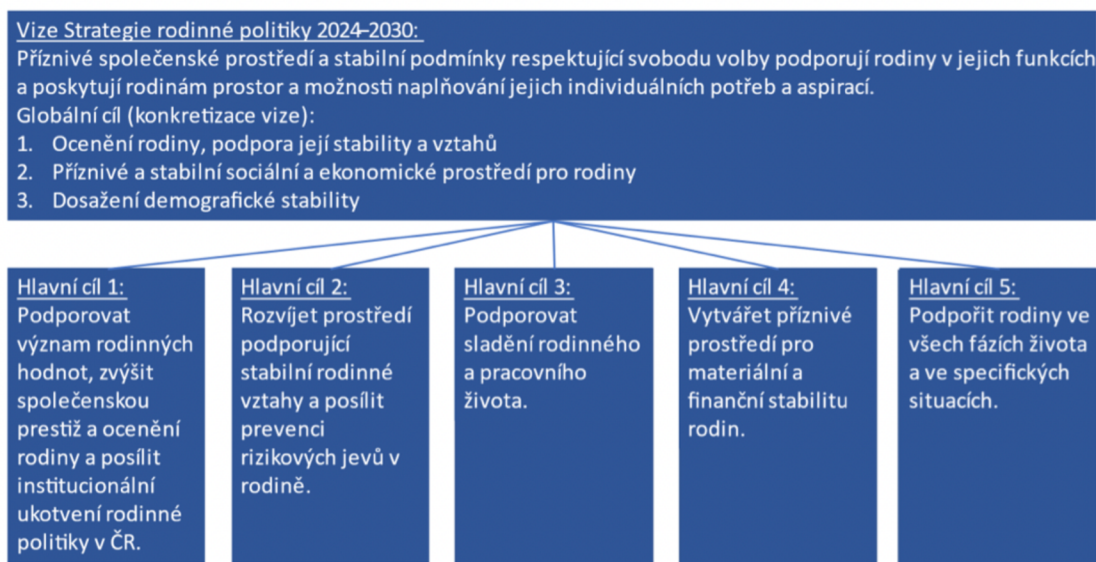 Vize Strategie rodinné politiky 2024-2030:
Příznivé společenské prostředí a stabilní podmínky respektující svobodu volby podporují rodiny v jejich funkcích
a poskytují rodinám prostor a možnosti naplňování jejich individuálních potřeb a aspirací.
Globální cíl (konkretizace vize):
1. Ocenění rodiny, podpora její stability a vztahů
2. Příznivé a stabilní sociální a ekonomické prostředí pro rodiny
3. Dosažení demografické stability
Hlavní cíl 1:
Podporovat
význam rodinných
hodnot, zvýšit
společenskou
prestiž a ocenění
rodiny a posílit
institucionální
ukotvení rodinné
politiky v ČR.
Hlavní cíl 2:
Rozvíjet prostředí
podporující
stabilní rodinné
vztahy a posílit
prevenci
rizikových jevů v
rodině.
Hlavní cíl 3:
Podporovat
sladění rodinného
a pracovního
života.
Hlavní cíl 4:
Vytvářet příznivé
prostředí pro
materiální a
finanční stabilitu
rodin.
Hlavní cíl 5:
Podpořit rodiny ve
všech fázích života
a ve specifických
situacích.